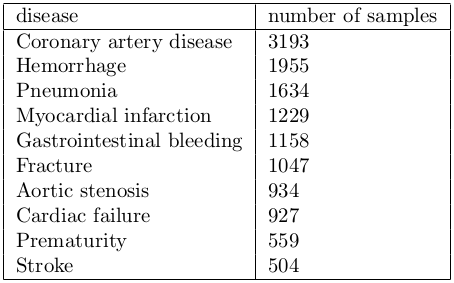 disease number of samples
Coronary artery disease 3193
Hemorrhage 1955
Pneumonia 1634
Myocardial infarction 1229
Gastrointestinal bleeding 1158
Fracture 1047
Aortic stenosis 934
Cardiac failure 927
Prematurity 559
Stroke 504